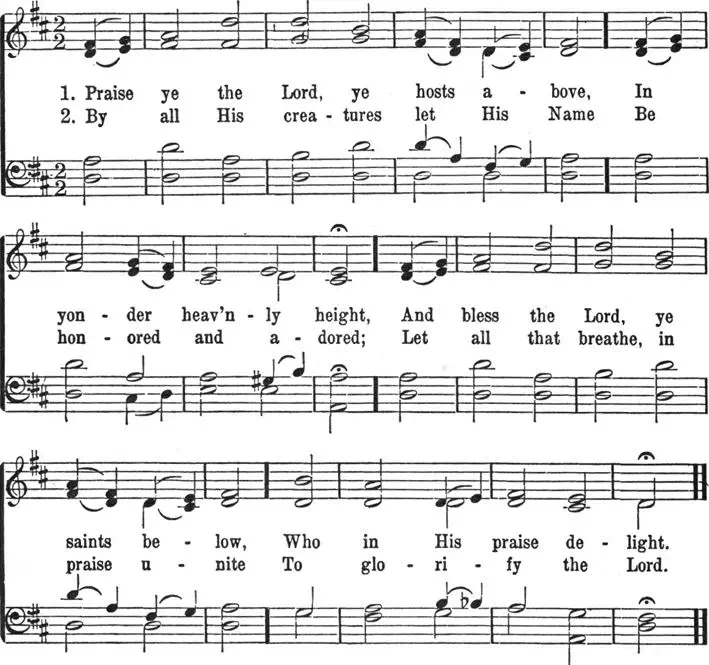 1. Praise ye the Lord, ye hosts a - bove, In
2. By all His crea - tures let His Name Be
yon - der heav'n - ly height, And bless the Lord, ye
hon - ored and a - dored; Let all that breathe, in
saints be - low, Who in His praise de - light.
praise u - nite To glo - ri - fy the Lord.